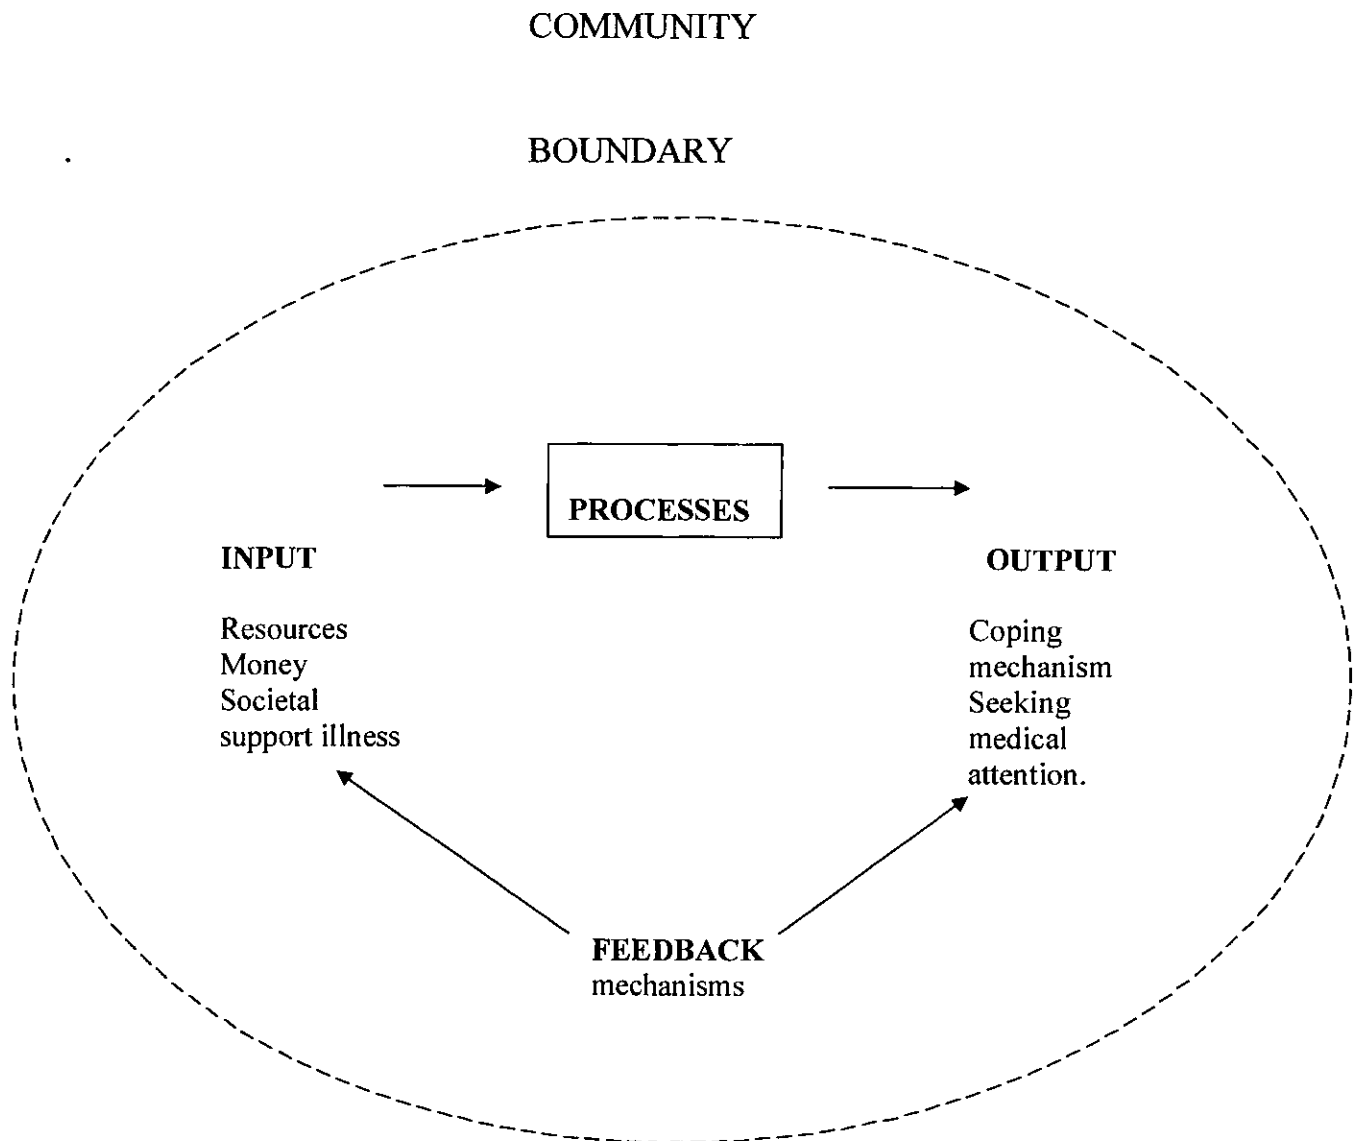 COMMUNITY
BOUNDARY
PROCESSES
INPUT
OUTPUT
Resources
Money
Societal
support illness
Coping
mechanism
Seeking
medical
attention.
FEEDBACK
mechanisms